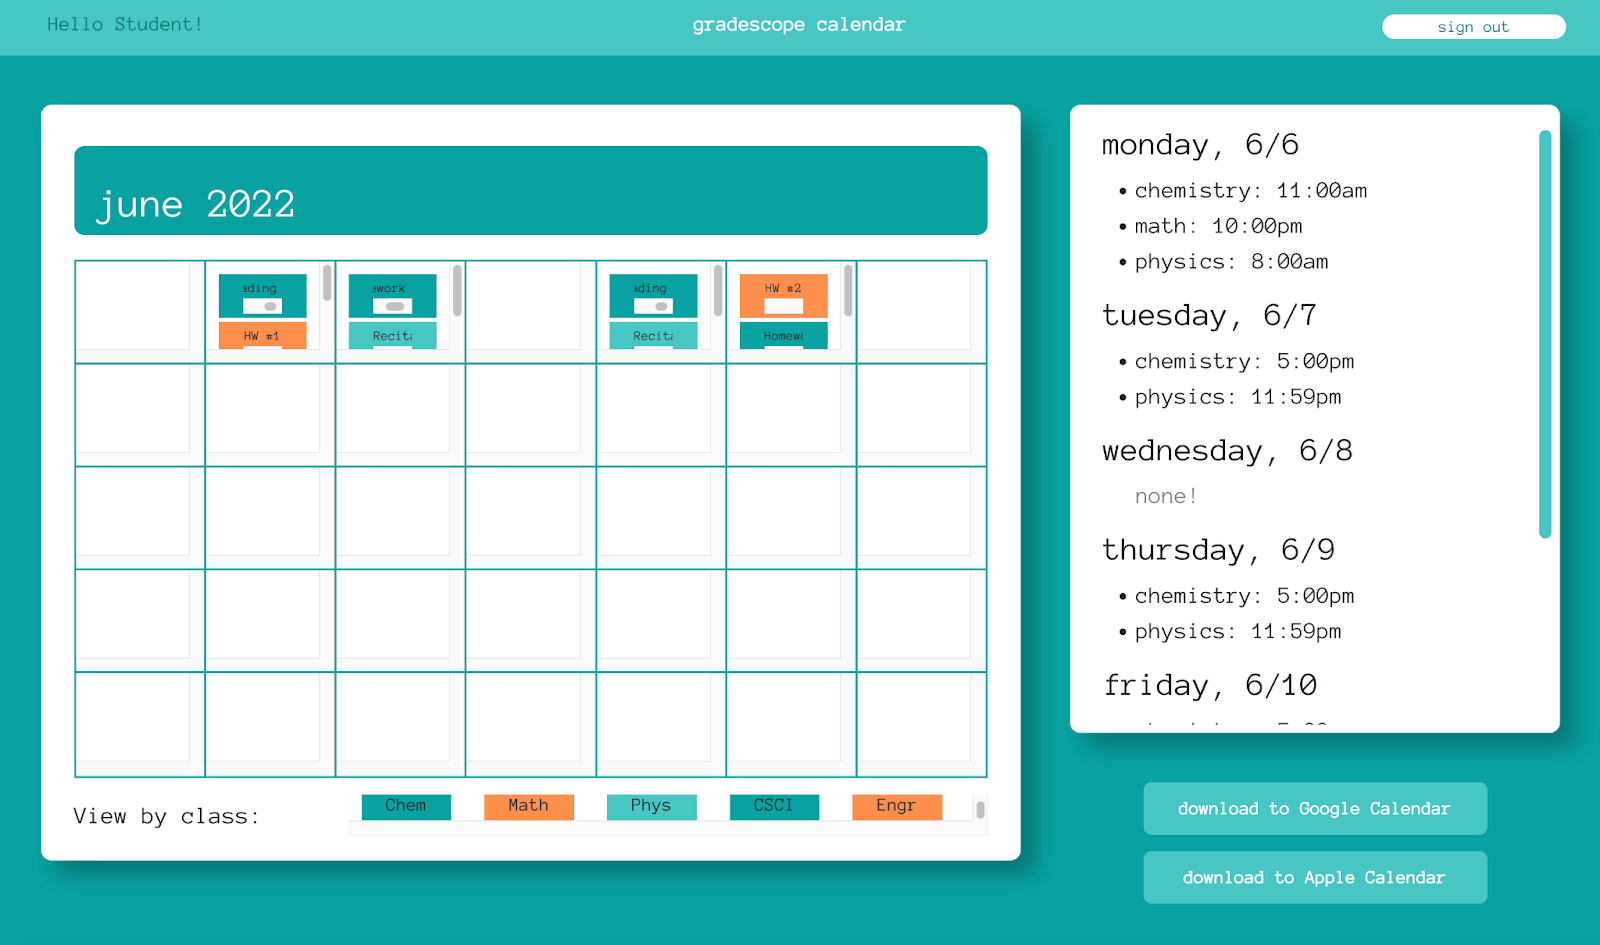 Hello Student!
gradescope calendar
sign out
june 2022
ading
ework
ading
HW #2
HW #1
Recita
Recita
Homewo
View by class:
Chem
Math
Phys
CSCI
Engr
monday, 6/6
• chemistry: 11:00am
• math: 10:00pm
• physics: 8:00am
tuesday, 6/7
• chemistry: 5:00pm
• physics: 11:59pm
wednesday, 6/8
none!
thursday, 6/9
• chemistry: 5:00pm
• physics: 11:59pm
friday, 6/10
download to Google Calendar
download to Apple Calendar